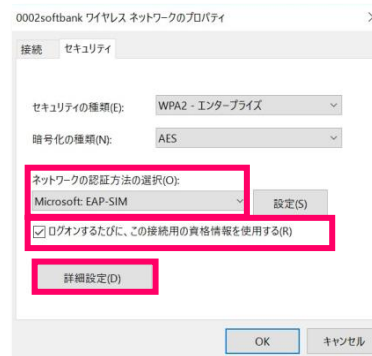 0002softbank ワイヤレス ネットワークのプロパティ
接続 セキュリティ
セキュリティの種類(E): WPA2 - エンタープライズ
暗号化の種類(N): AES
ネットワークの認証方法の選択(O):
Microsoft: EAP-SIM 設定(S)
ログオンするたびに、この接続用の資格情報を使用する(R)
詳細設定(D)
OK キャンセル